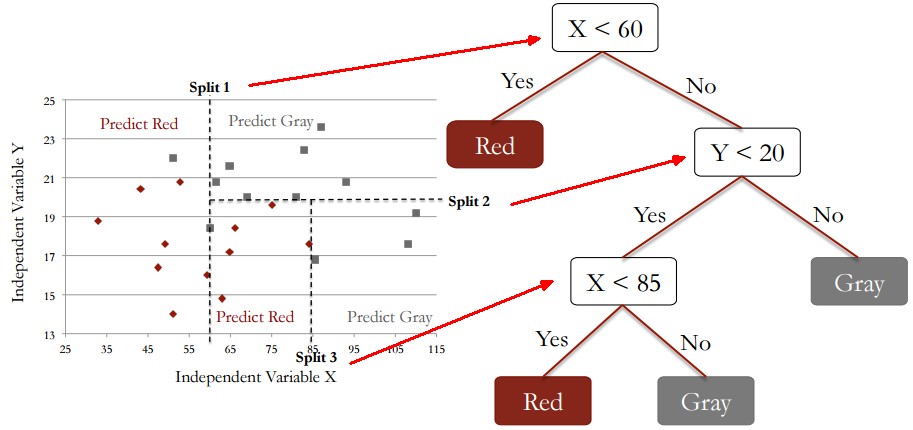 X < 60
Yes
No
Split 1
25
Predict Red
Predict Gray
23
Red
Y < 20
21
Independent Variable Y
Split 2
19
Yes
No
17
X < 85
Gray
15
Predict Red
Predict Gray
13
Yes
No
25 35 45 55 65 75 85 95 105 115
Split 3
Independent Variable X
Red
Gray